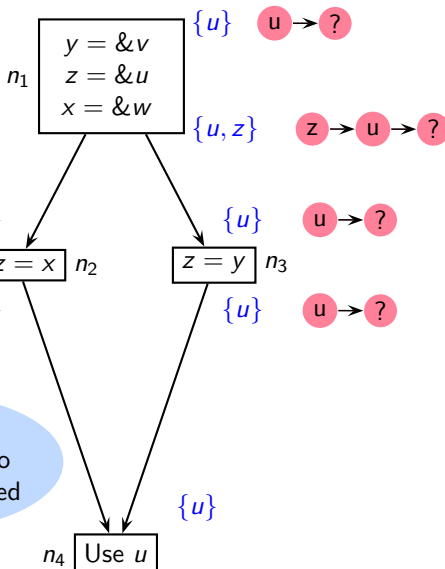 {u} u ?
y = &v
n1 z = &u
x = &w
{u, z} z u ?
{u} u ?
z = x n2 z = y n3
{u} u ?
{u}
n4 Use u